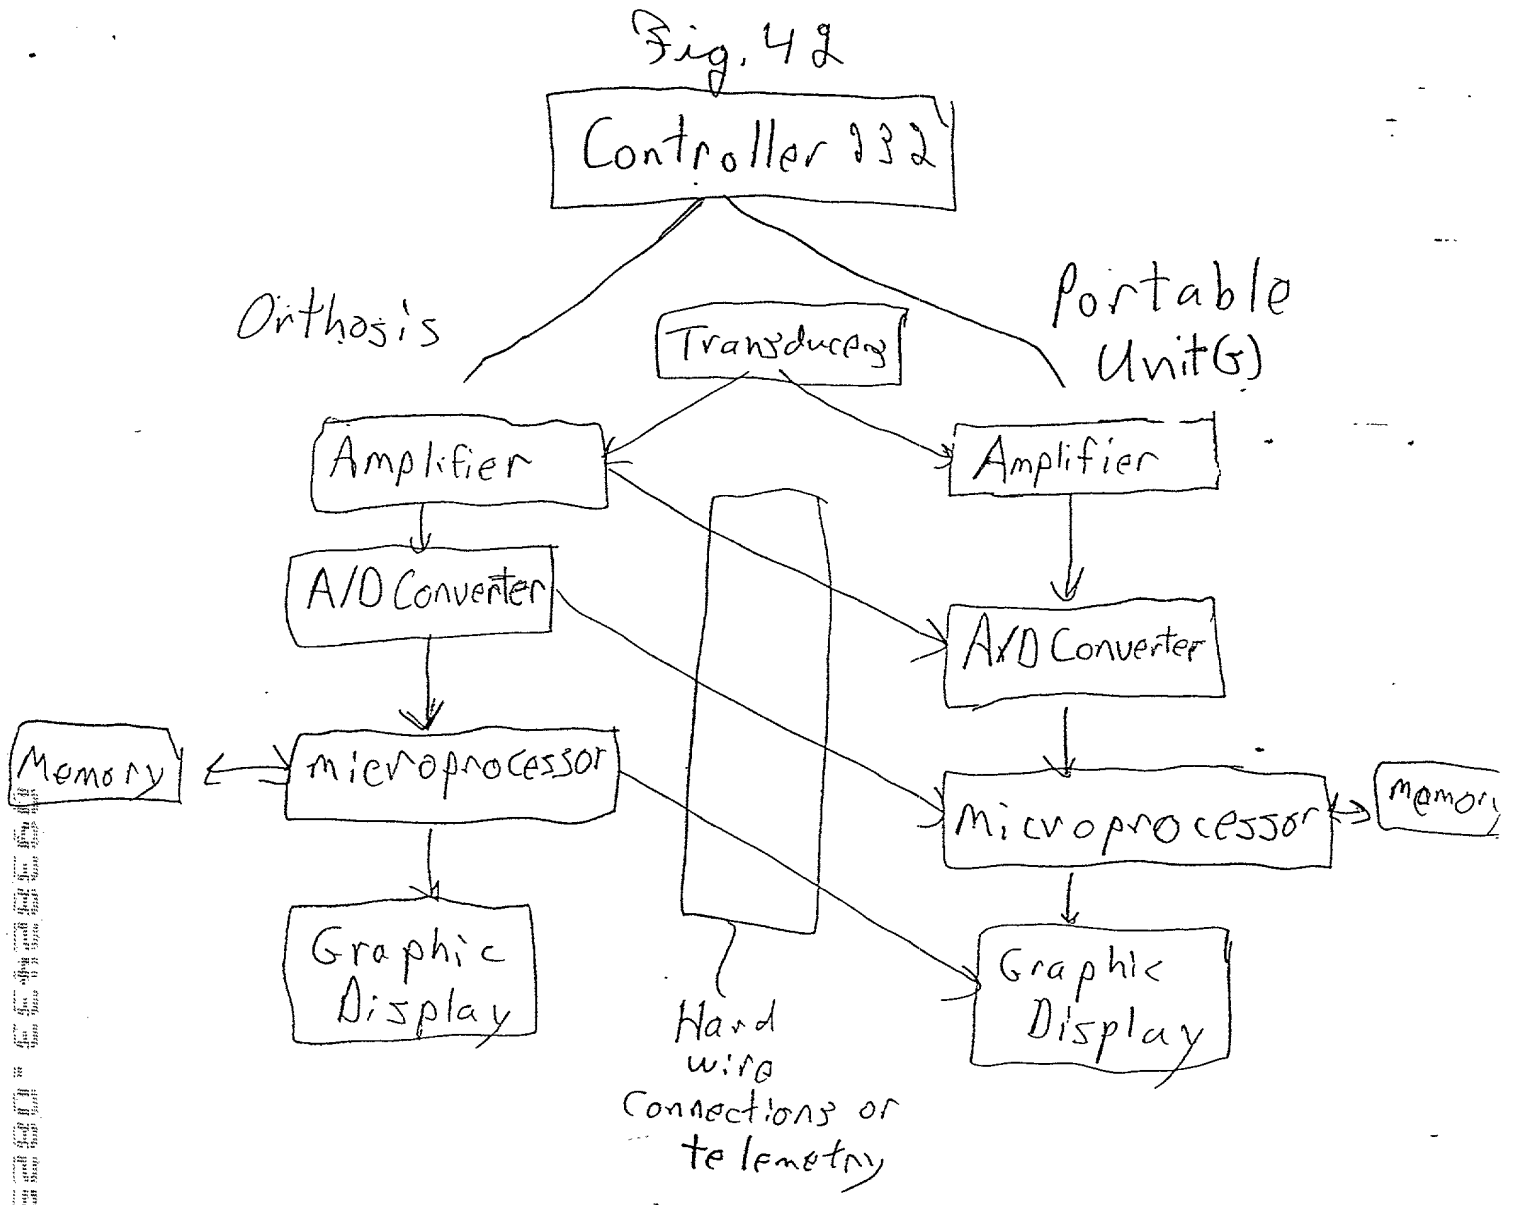 Fig. 42
Controller 232
Orthosis
Portable
Unit(s)
Transducers
Amplifier
Amplifier
A/D Converter
A/D Converter
Memory
microprocessor
microprocessor
memory
Graphic
Display
Graphic
Display
Hard
wire
Connections or
telemetry